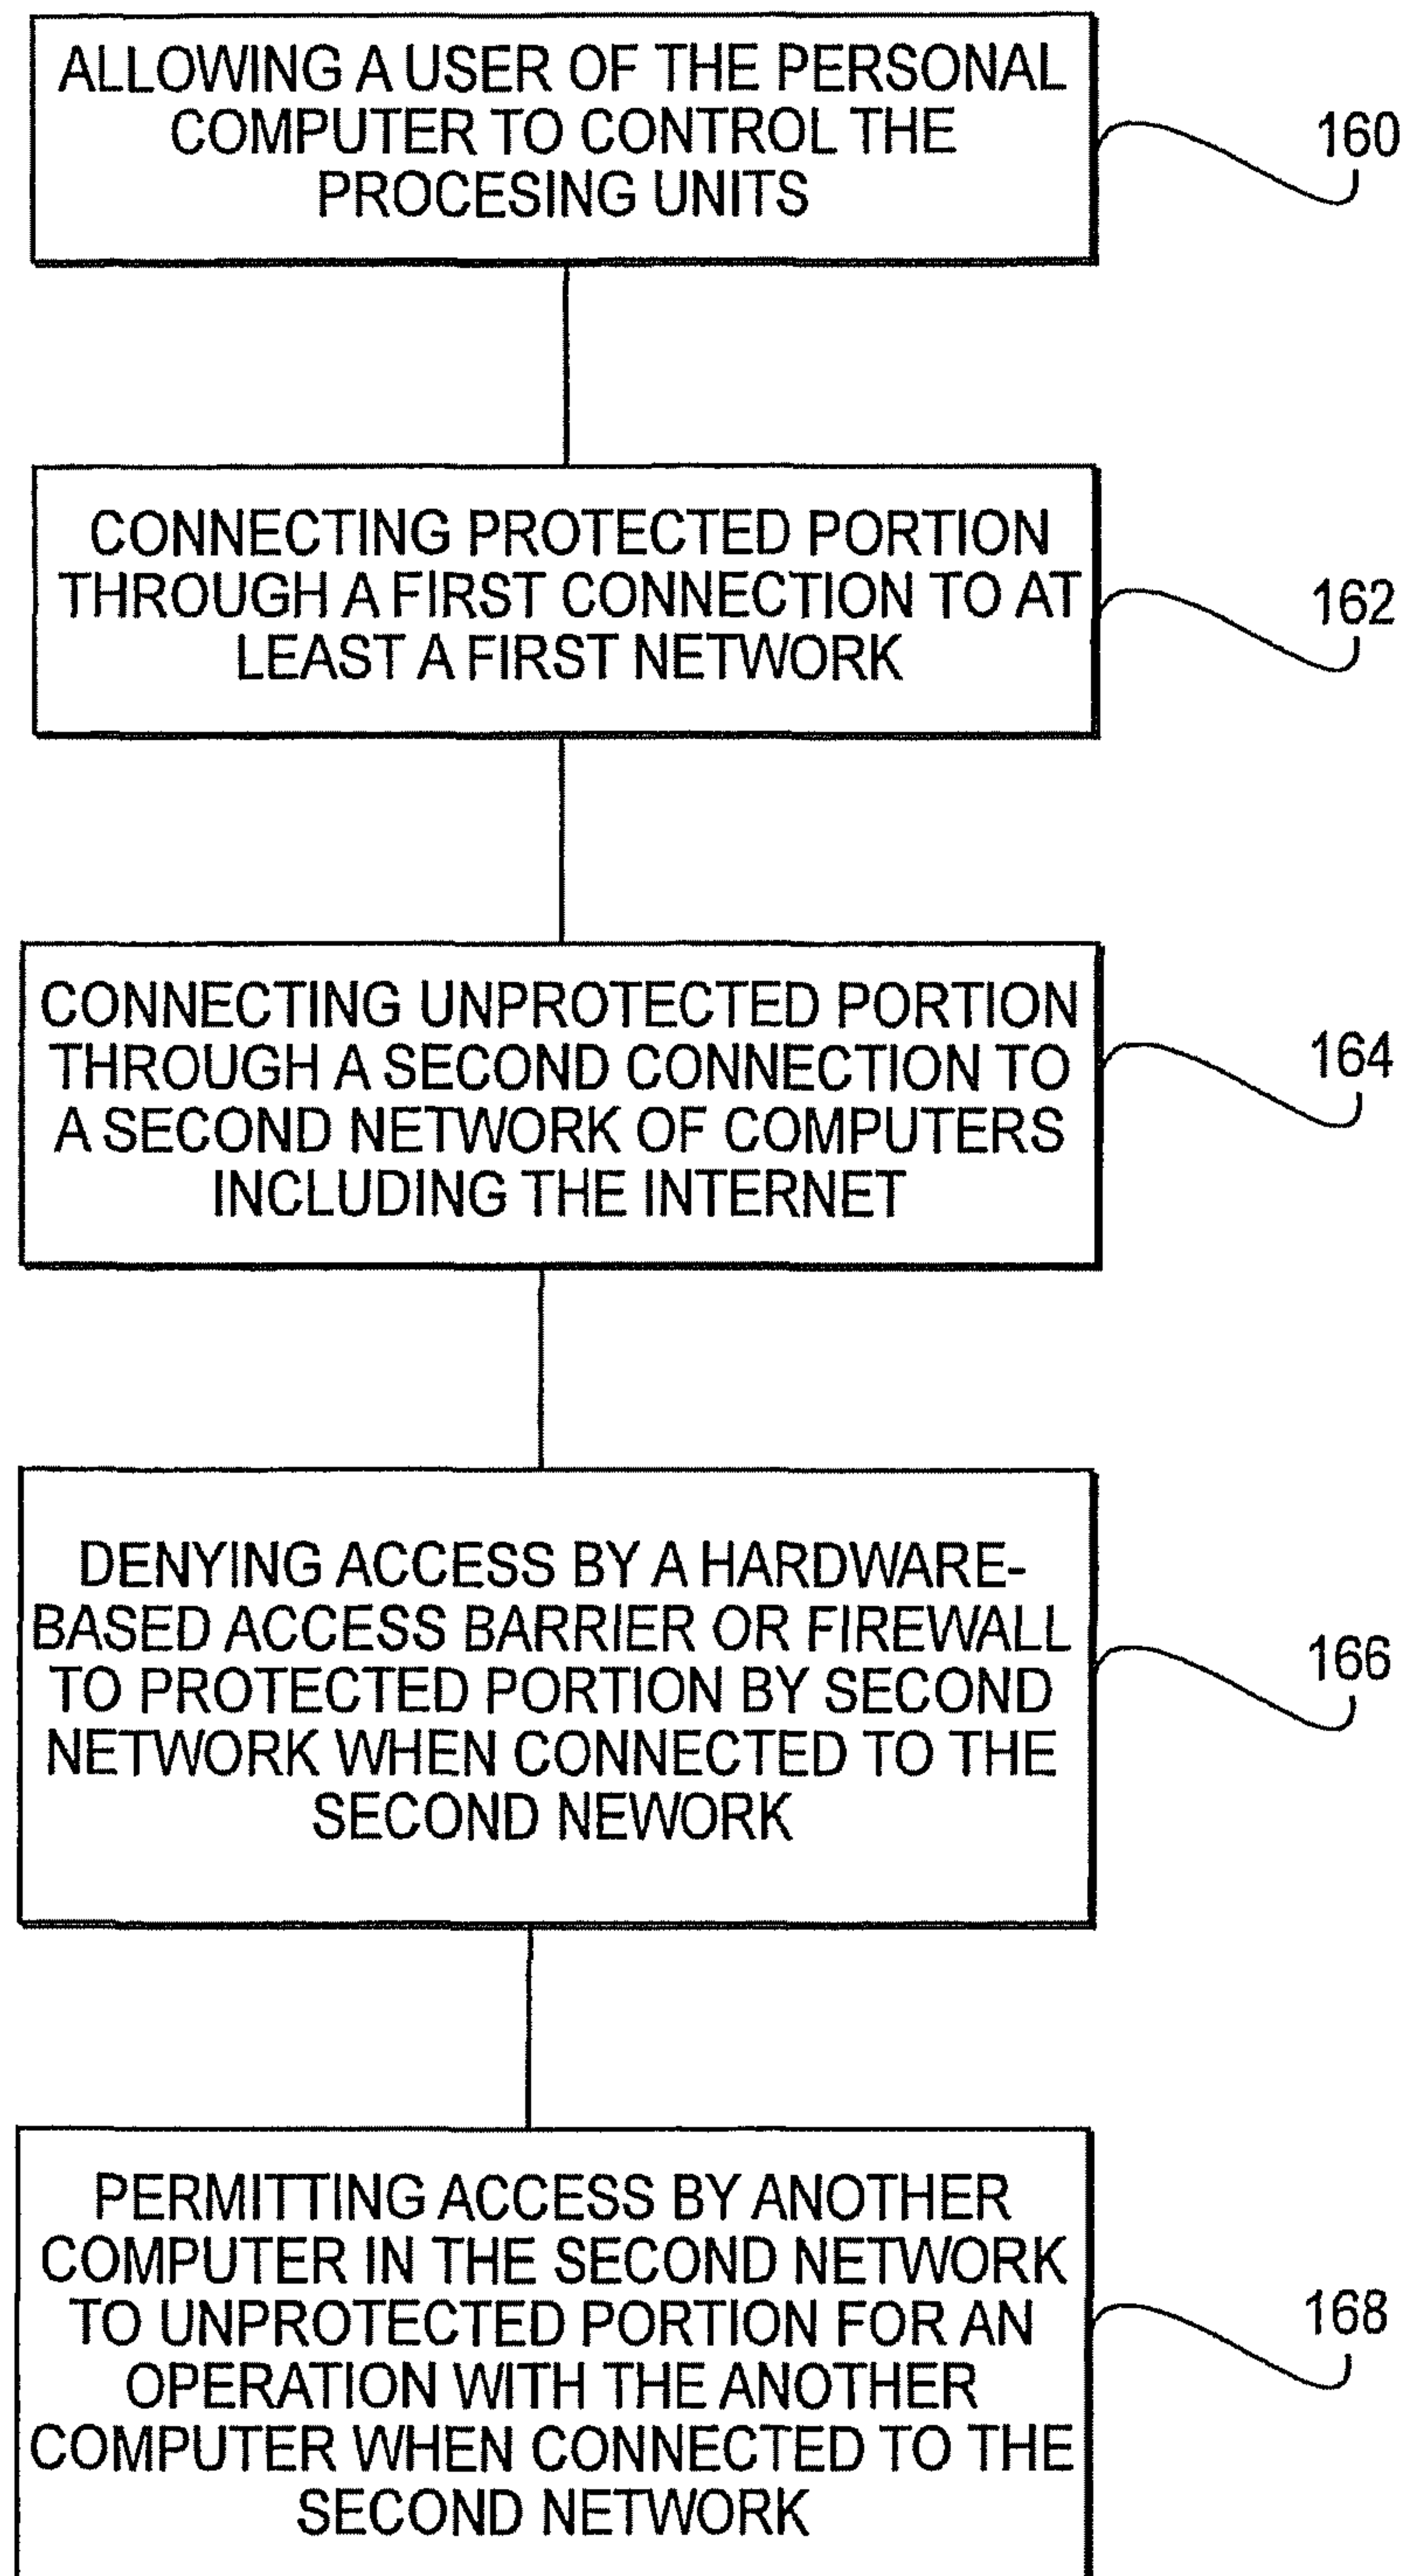 ALLOWING A USER OF THE PERSONAL
COMPUTER TO CONTROL THE
PROCESING UNITS
160
CONNECTING PROTECTED PORTION
THROUGH A FIRST CONNECTION TO AT
LEAST A FIRST NETWORK
162
CONNECTING UNPROTECTED PORTION
THROUGH A SECOND CONNECTION TO
A SECOND NETWORK OF COMPUTERS
INCLUDING THE INTERNET
164
DENYING ACCESS BY A HARDWARE-
BASED ACCESS BARRIER OR FIREWALL
TO PROTECTED PORTION BY SECOND
NETWORK WHEN CONNECTED TO THE
SECOND NEWORK
166
PERMITTING ACCESS BY ANOTHER
COMPUTER IN THE SECOND NETWORK
TO UNPROTECTED PORTION FOR AN
OPERATION WITH THE ANOTHER
COMPUTER WHEN CONNECTED TO THE
SECOND NETWORK
168